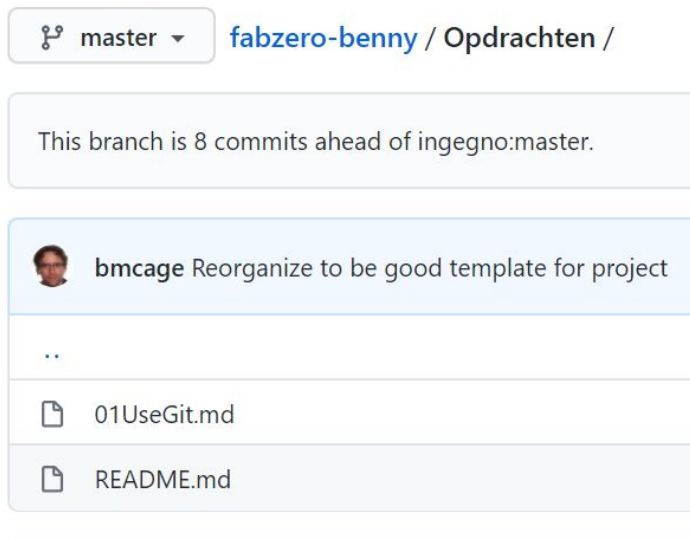 master fabzero-benny / Opdrachten /
This branch is 8 commits ahead of ingegno:master.
bmcage Reorganize to be good template for project
..
01UseGit.md
README.md